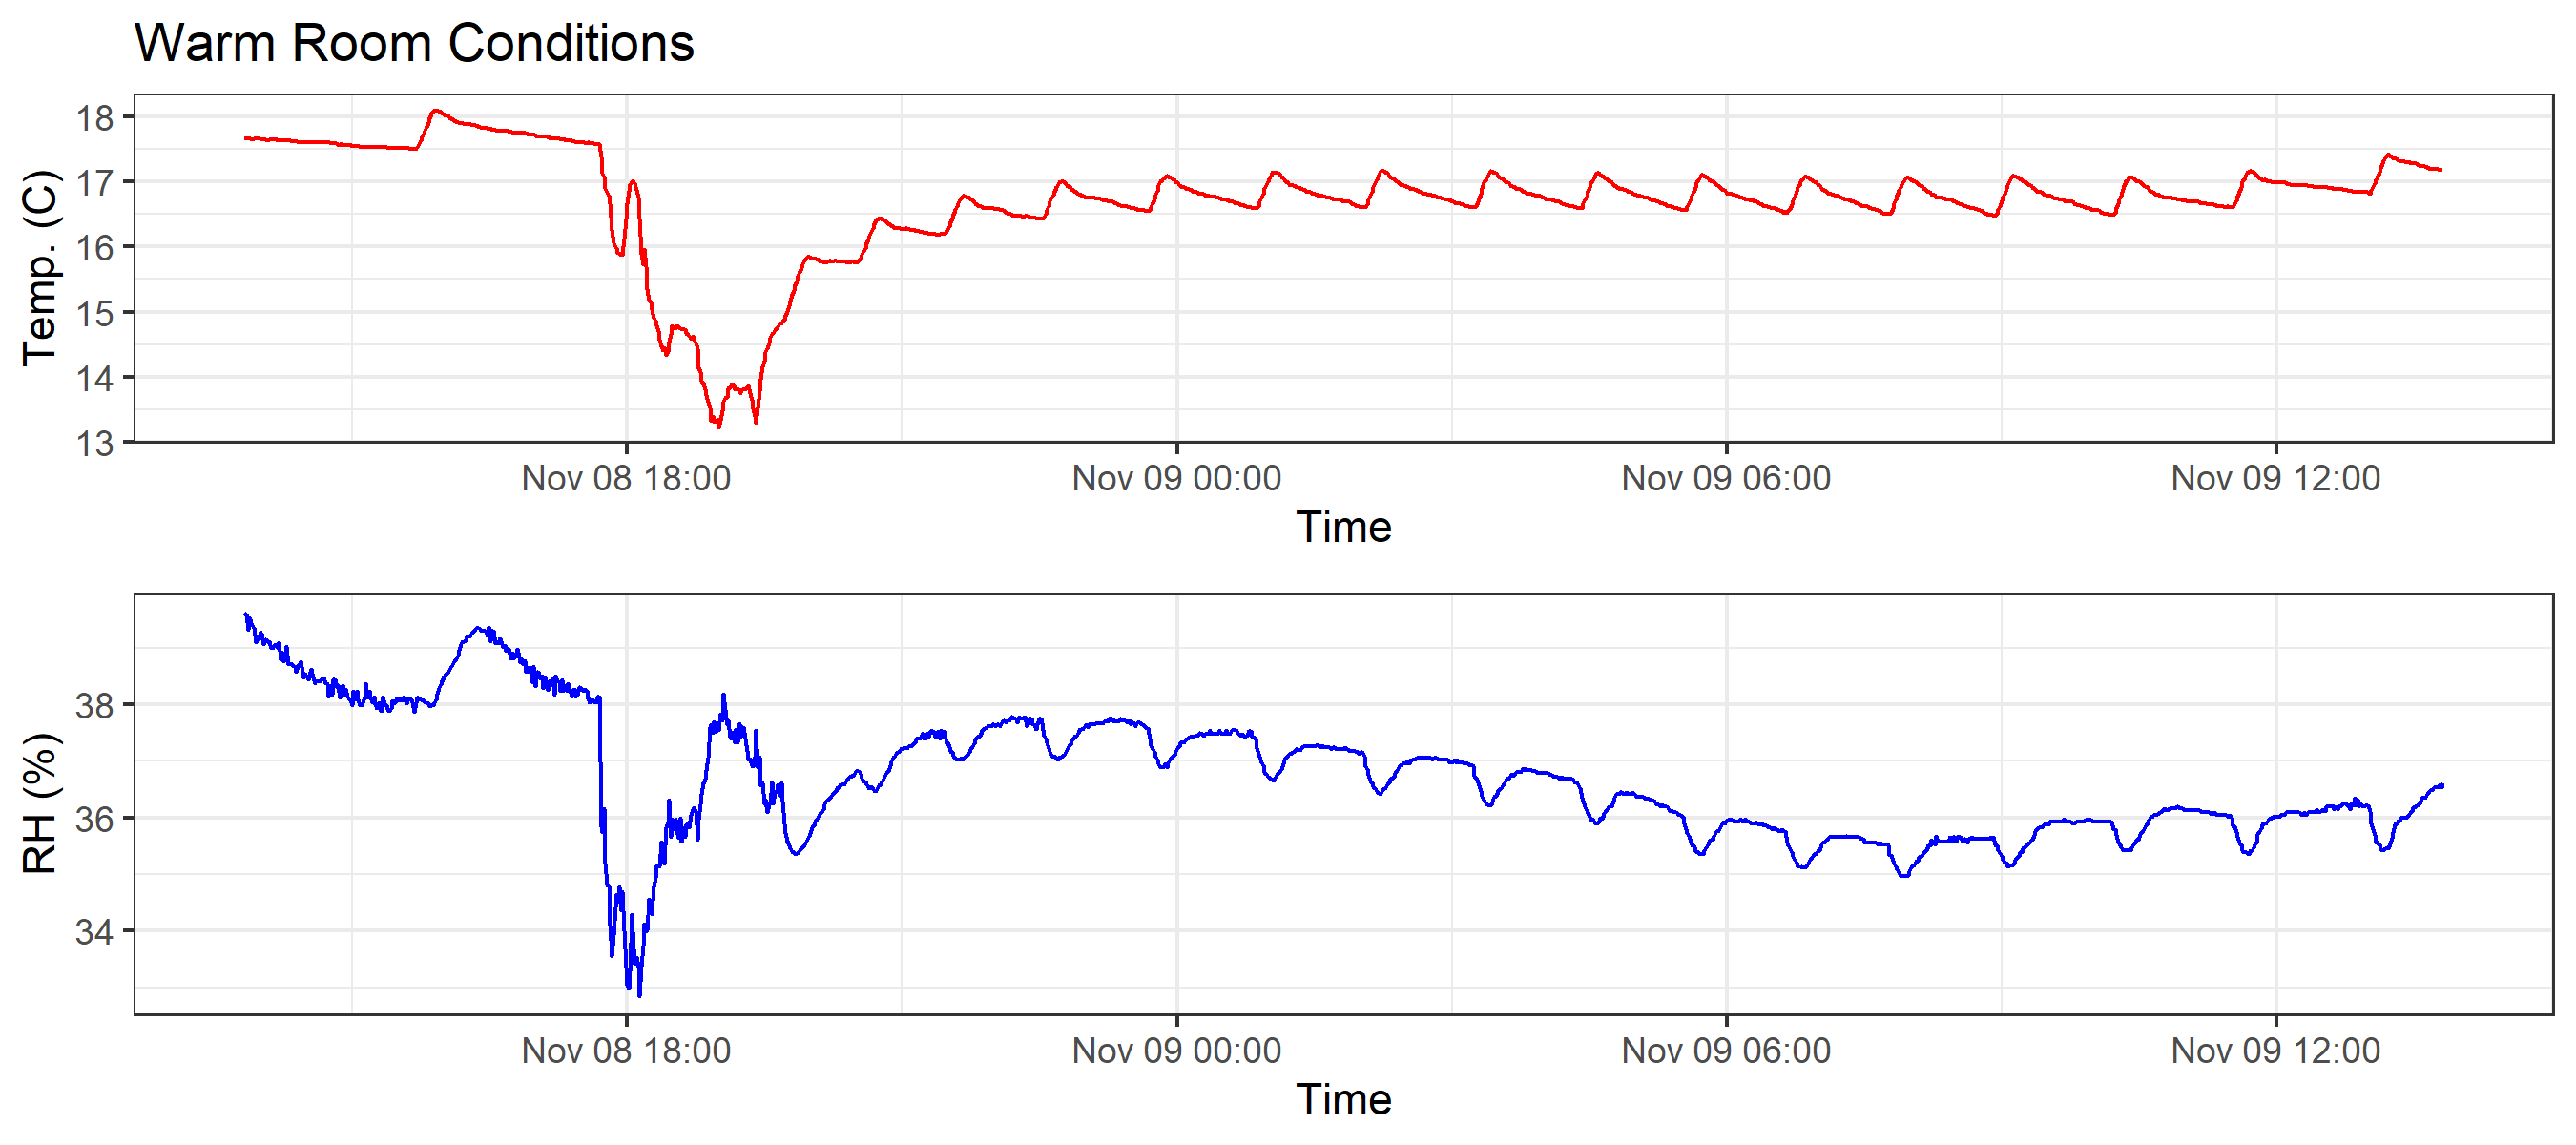 Warm Room Conditions
Temp. (C)
18
17
16
15
14
13
Nov 08 18:00 Nov 09 00:00 Nov 09 06:00 Nov 09 12:00
Time
RH (%)
38
36
34
Nov 08 18:00 Nov 09 00:00 Nov 09 06:00 Nov 09 12:00
Time